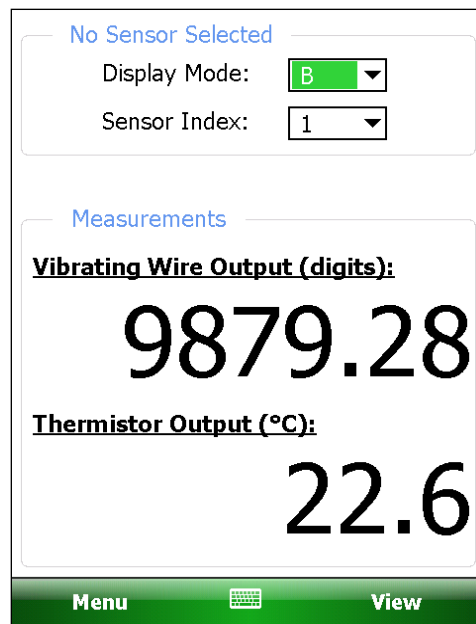 No Sensor Selected
Display Mode: B
Sensor Index: 1
Measurements
Vibrating Wire Output (digits):
9879.28
Thermistor Output (°C):
22.6
Menu View